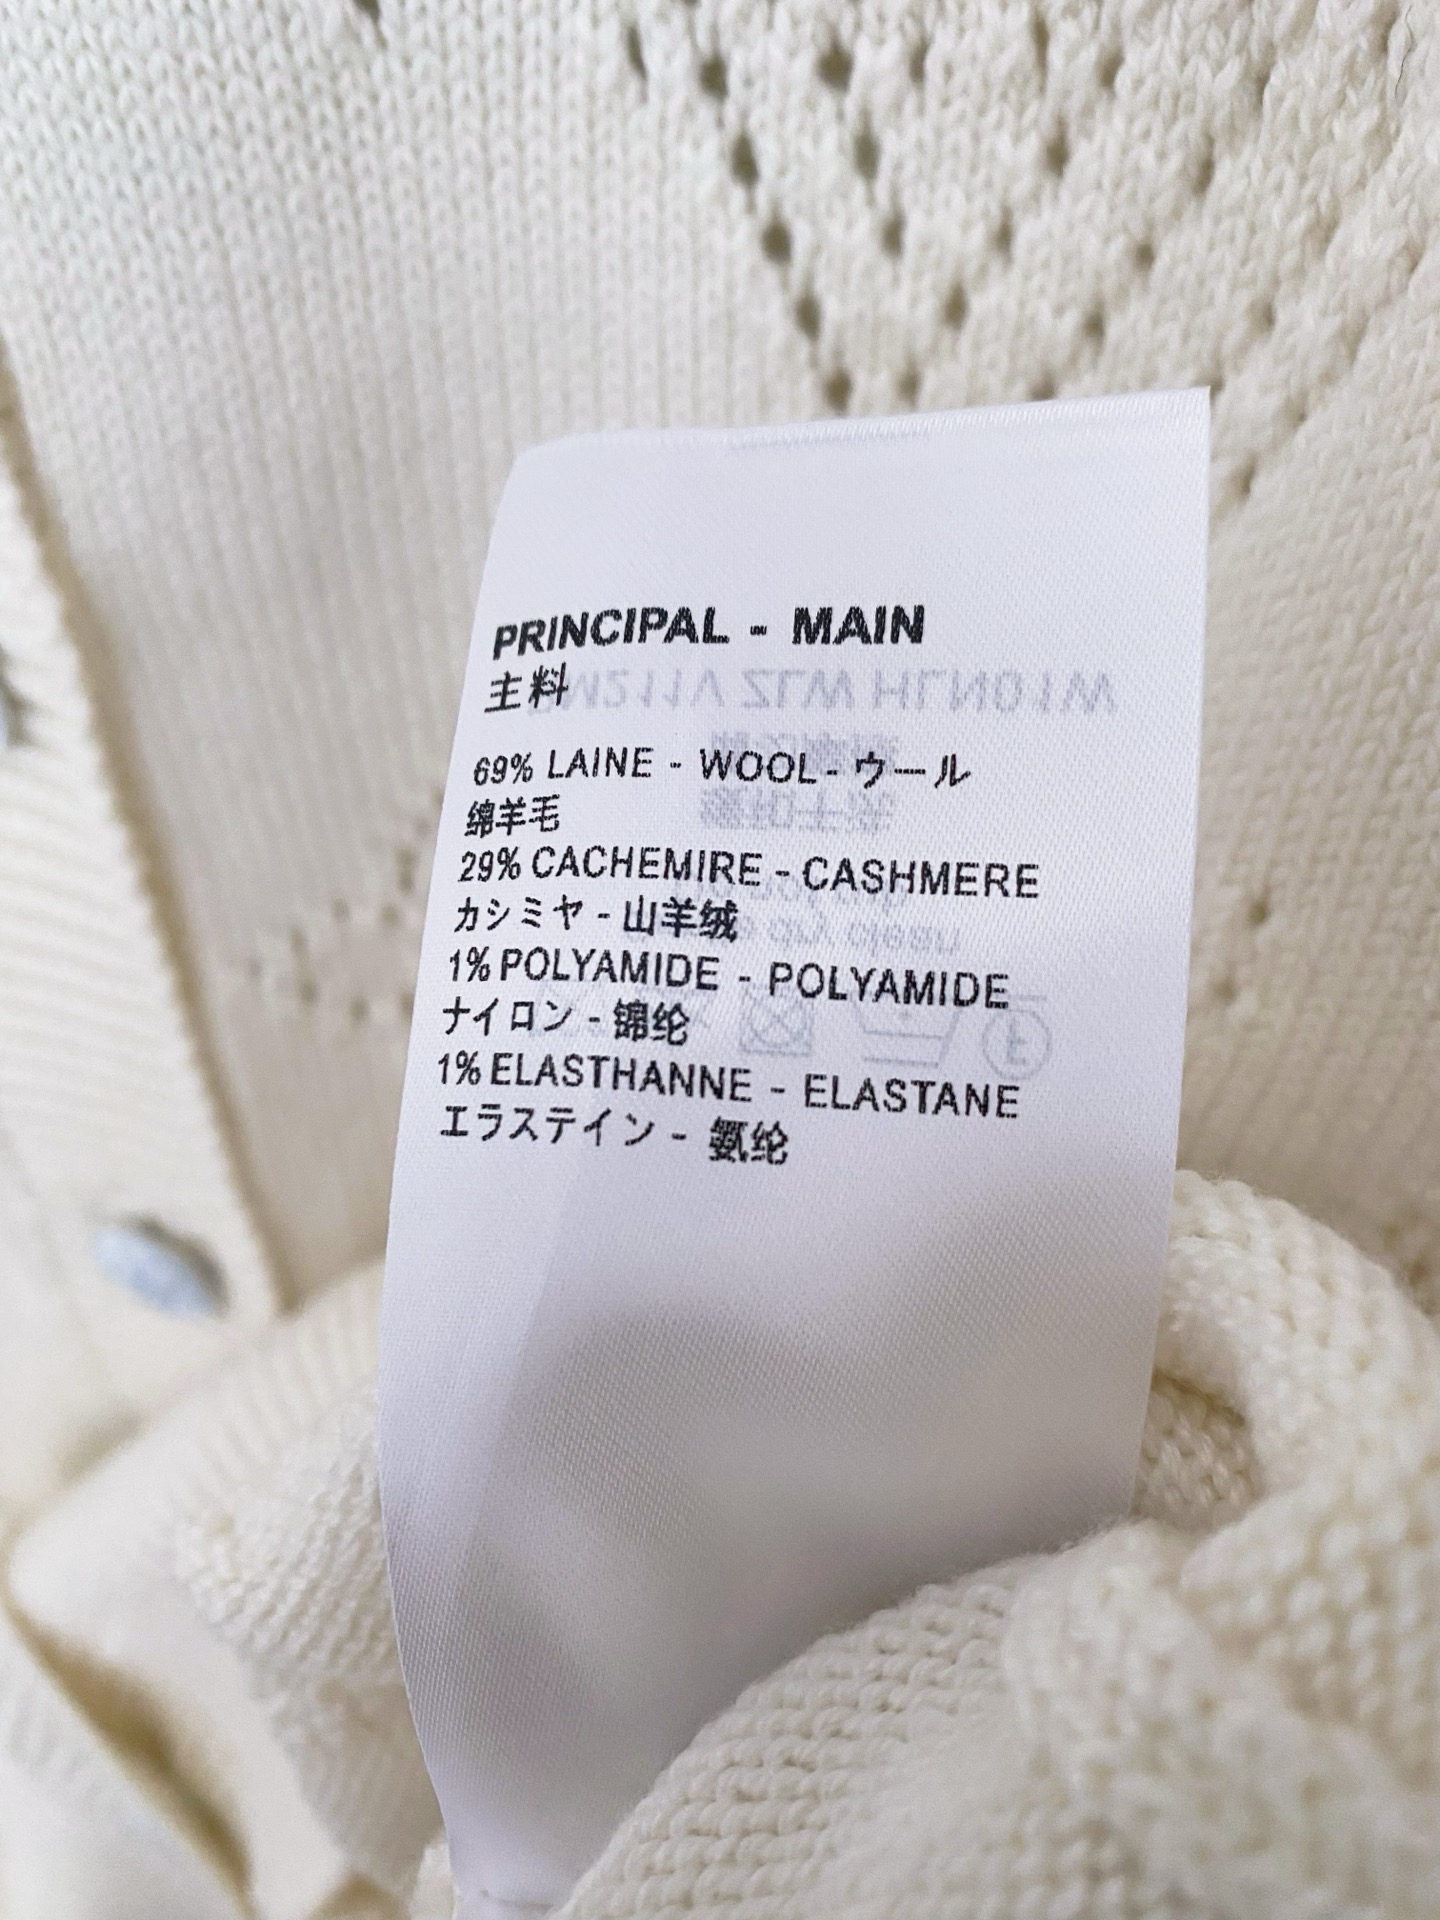 PRINCIPAL - MAIN
主料
69% LAINE - WOOL - ウール
绵羊毛
29% CACHEMIRE - CASHMERE
カシミヤ - 山羊绒
1% POLYAMIDE - POLYAMIDE
ナイロン - 锦纶
1% ELASTHANNE - ELASTANE
エラステイン - 氨纶